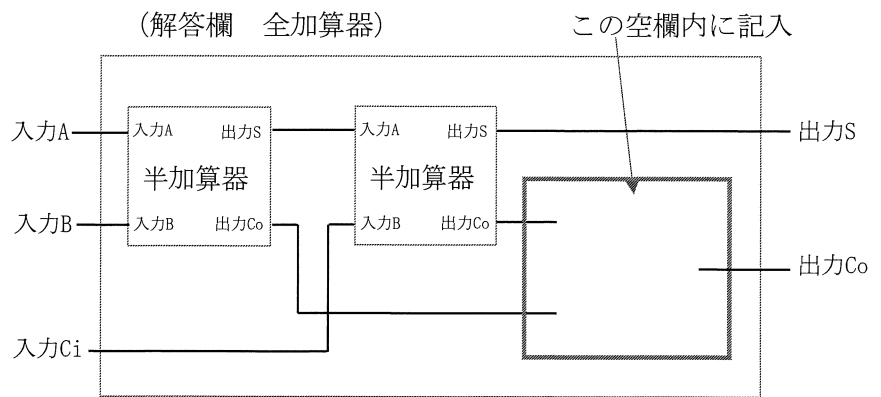 (解答欄　全加算器)
この空欄内に記入
入力A
入力A
出力S
入力A
出力S
出力S
半加算器
半加算器
入力B
入力B
出力Co
入力B
出力Co
出力Co
入力Ci